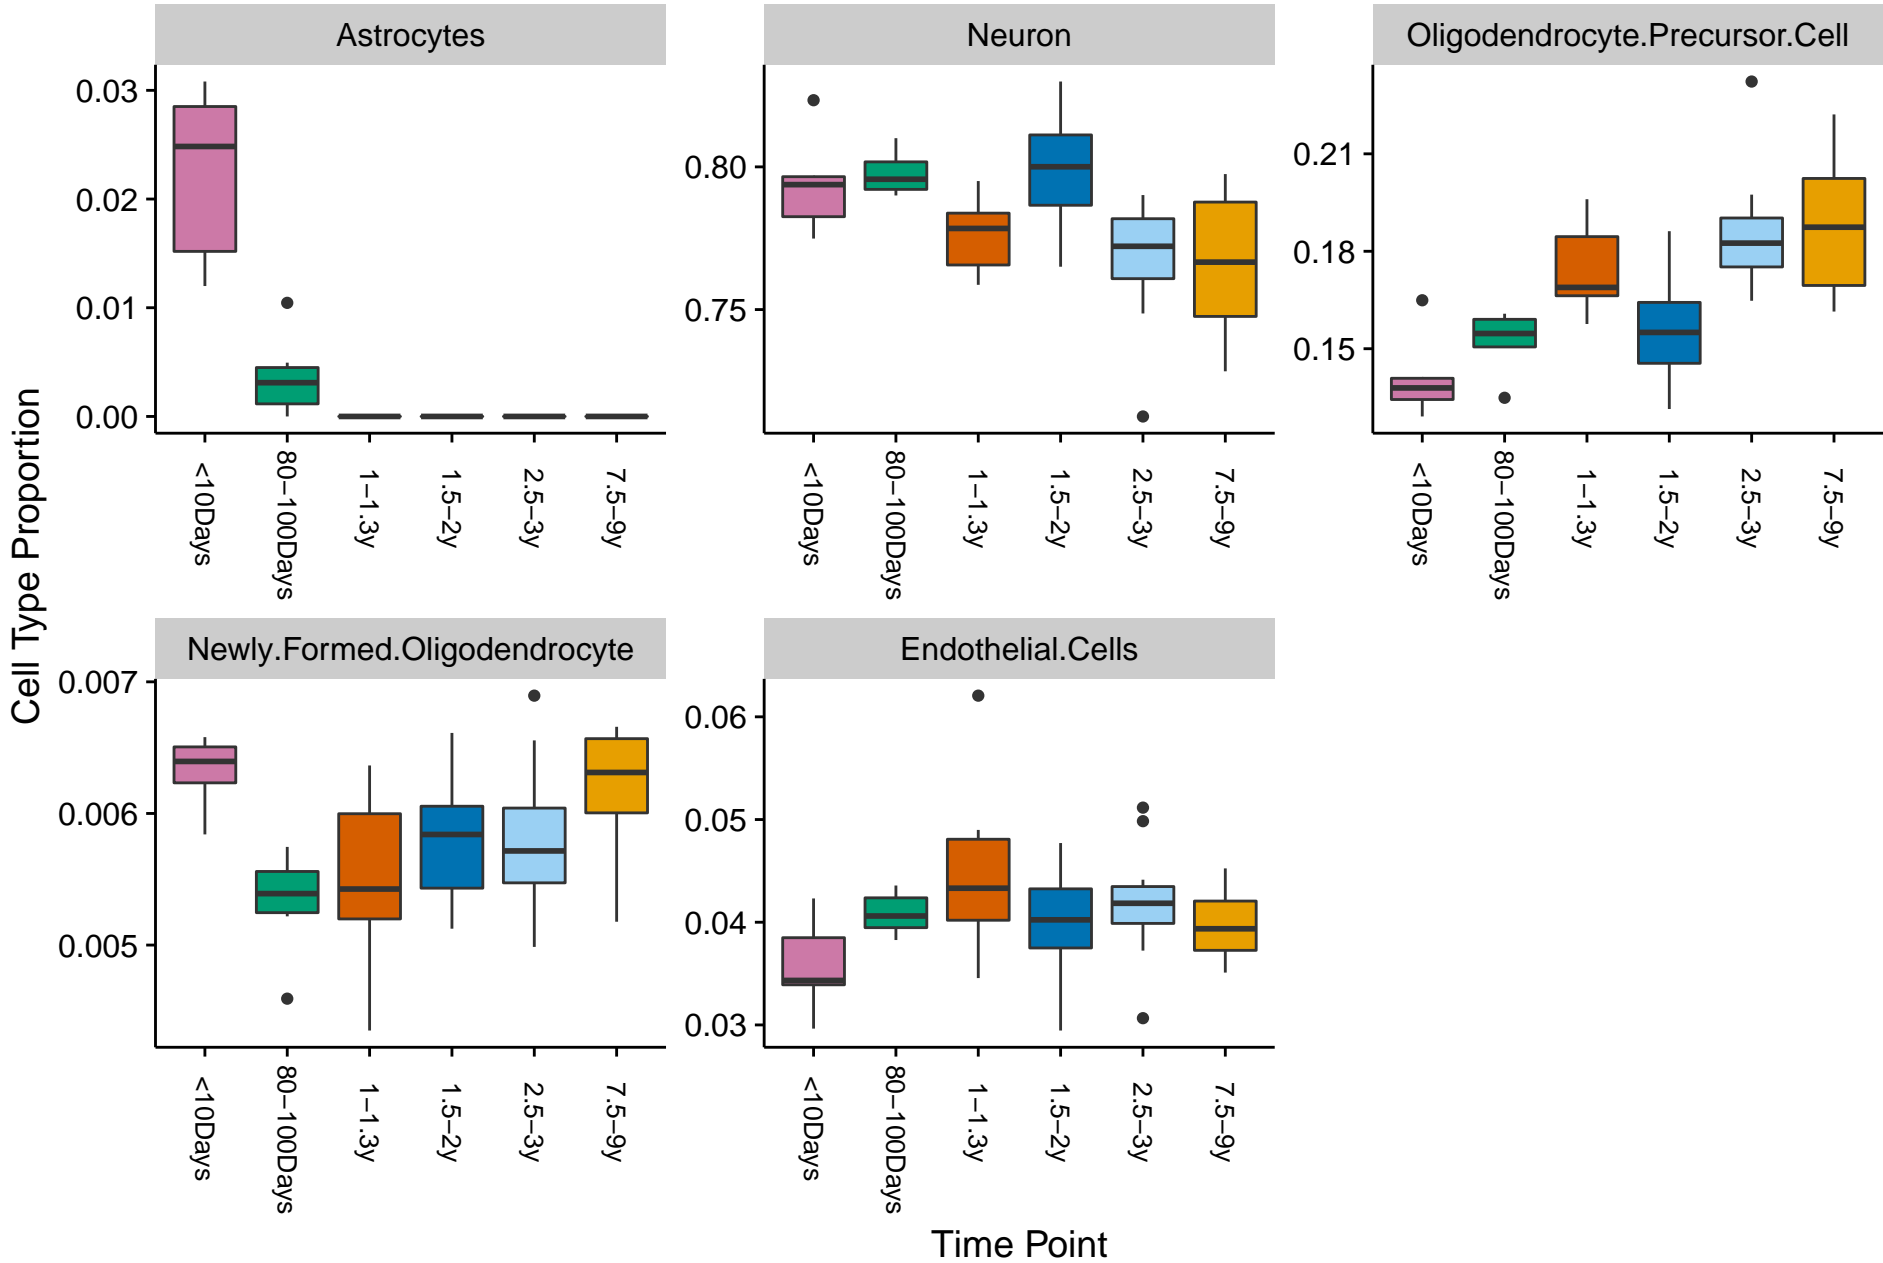 Astrocytes
Neuron
Oligodendrocyte.Precursor.Cell
0.03
0.02
0.01
0.00
0.80
0.75
0.21
0.18
0.15
<10Days
80−100Days
1−1.3y
1.5−2y
2.5−3y
7.5−9y
<10Days
80−100Days
1−1.3y
1.5−2y
2.5−3y
7.5−9y
<10Days
80−100Days
1−1.3y
1.5−2y
2.5−3y
7.5−9y
Cell Type Proportion
Newly.Formed.Oligodendrocyte
Endothelial.Cells
0.007
0.006
0.005
0.06
0.05
0.04
0.03
<10Days
80−100Days
1−1.3y
1.5−2y
2.5−3y
7.5−9y
<10Days
80−100Days
1−1.3y
1.5−2y
2.5−3y
7.5−9y
Time Point